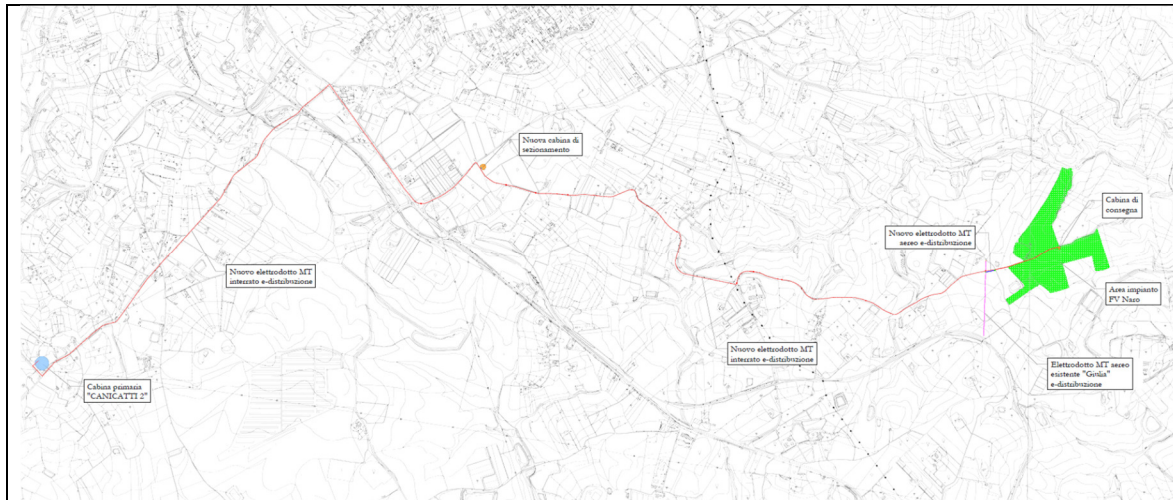 Nuova cabina di
sezionamento
Cabina di
consegna
Nuovo elettrodotto MT
aereo e-distribuzione
Nuovo elettrodotto MT
interrato e-distribuzione
Area impianto
FV Naro
Nuovo elettrodotto MT
interrato e-distribuzione
Elettrodotto MT aereo
esistente "Giulia"
e-distribuzione
Cabina primaria
"CANICATTI 2"